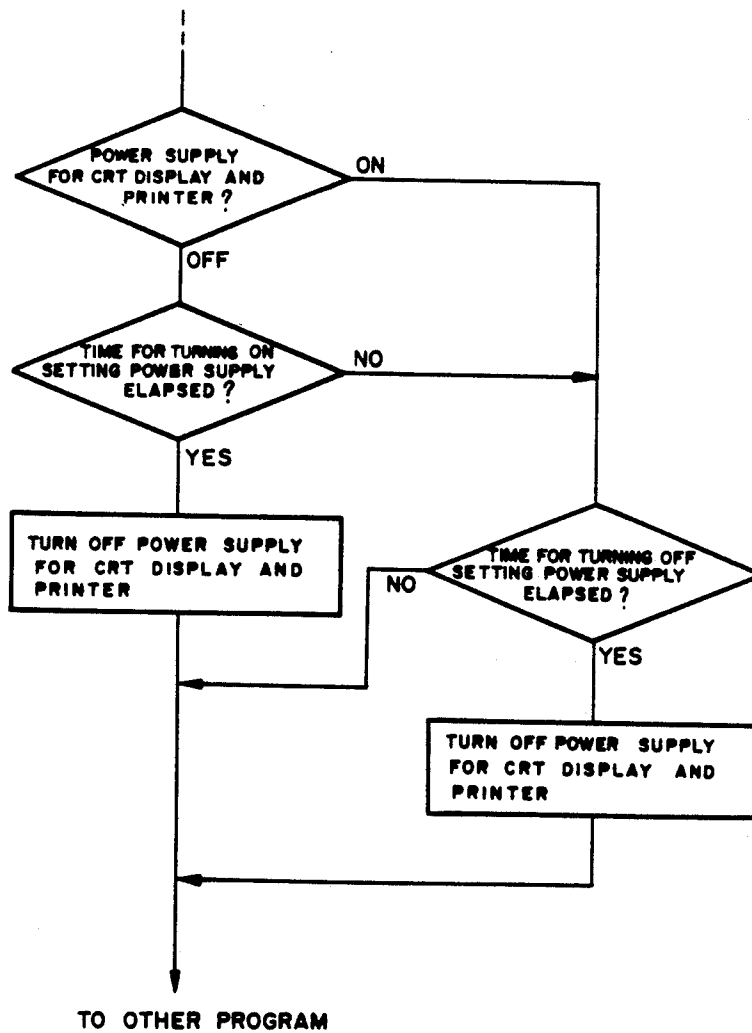 POWER SUPPLY
FOR CRT DISPLAY AND
PRINTER?
ON
OFF
TIME FOR TURNING ON
SETTING POWER SUPPLY
ELAPSED?
NO
YES
TURN OFF POWER SUPPLY
FOR CRT DISPLAY AND
PRINTER
TIME FOR TURNING OFF
SETTING POWER SUPPLY
ELAPSED?
NO
YES
TURN OFF POWER SUPPLY
FOR CRT DISPLAY AND
PRINTER
TO OTHER PROGRAM